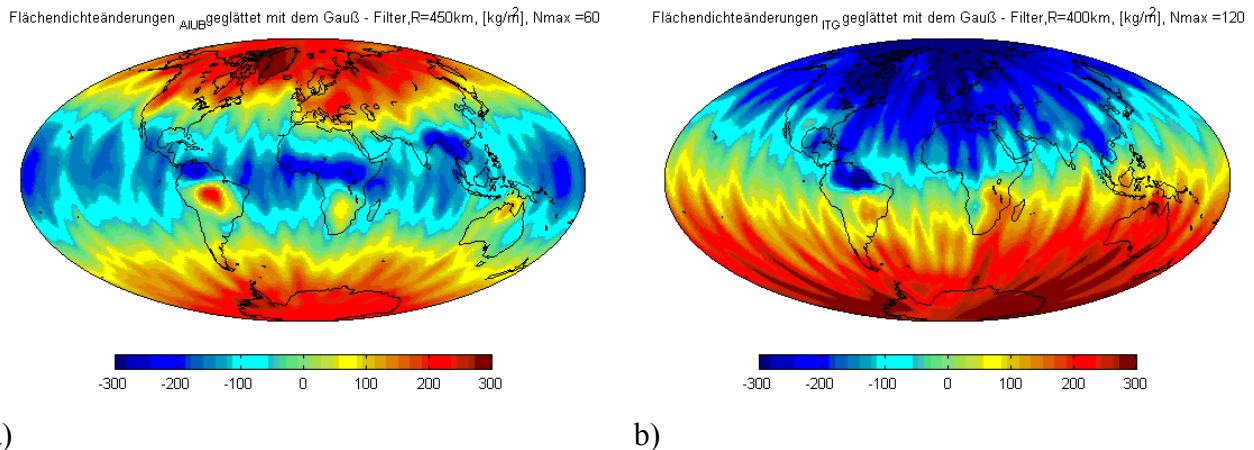 Flächendichteänderungen AIUB geglättet mit dem Gauß - Filter,R=450km, [kg/m²], Nmax =60
-300 -200 -100 0 100 200 300
Flächendichteänderungen ITG geglättet mit dem Gauß - Filter,R=400km, [kg/m²], Nmax =120
-300 -200 -100 0 100 200 300
)
b)